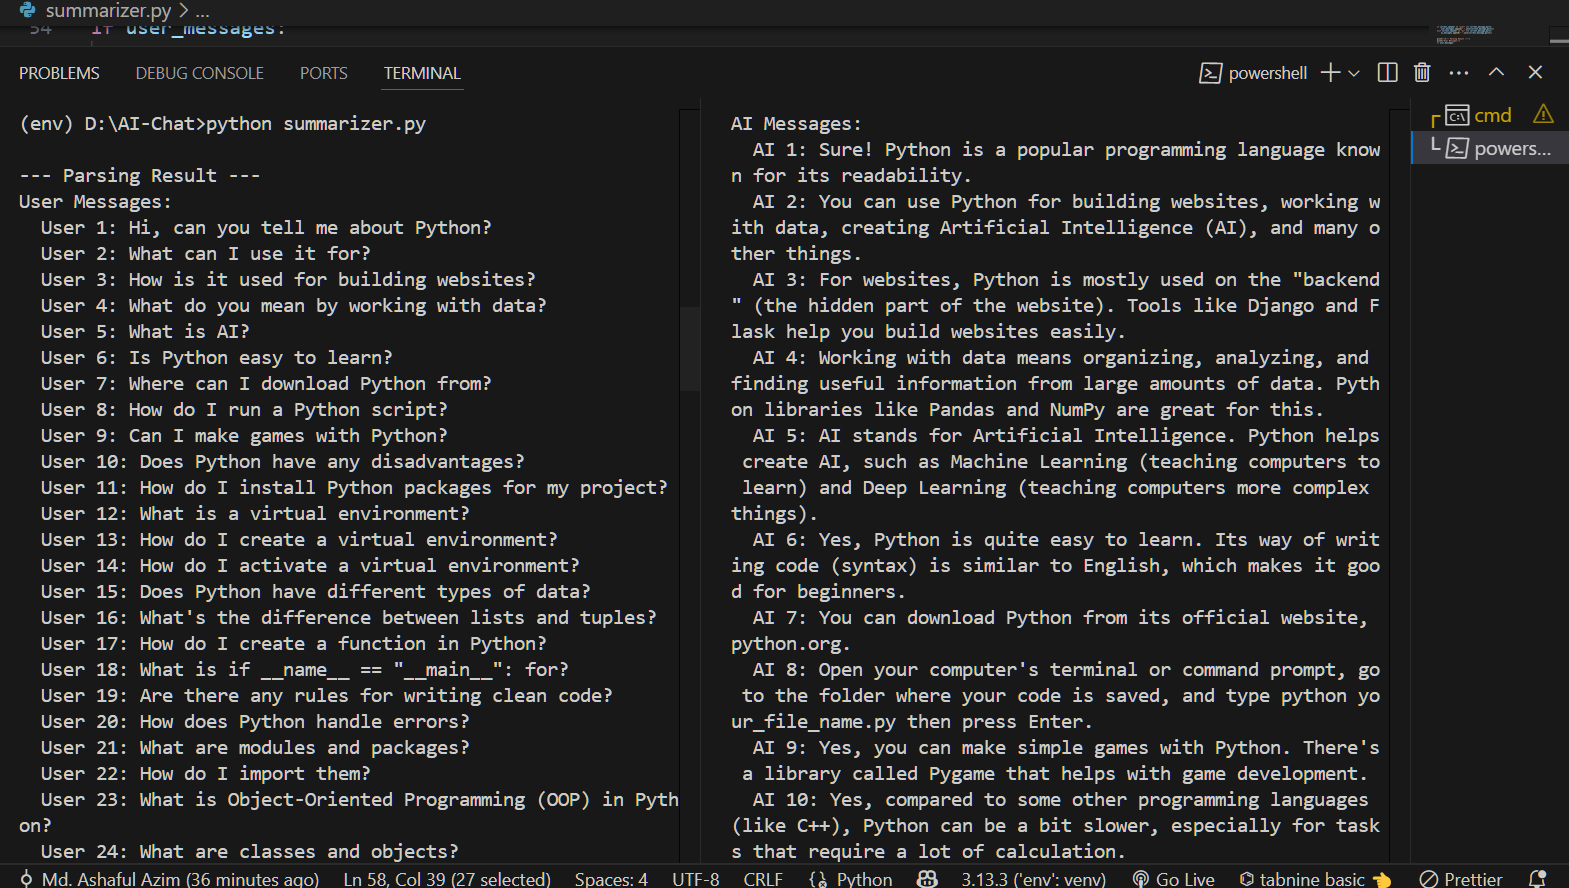 summarizer.py > ...
54 if user_messages:
PROBLEMS DEBUG CONSOLE PORTS TERMINAL
powershell
(env) D:\AI-Chat>python summarizer.py
--- Parsing Result ---
User Messages:
User 1: Hi, can you tell me about Python?
User 2: What can I use it for?
User 3: How is it used for building websites?
User 4: What do you mean by working with data?
User 5: What is AI?
User 6: Is Python easy to learn?
User 7: Where can I download Python from?
User 8: How do I run a Python script?
User 9: Can I make games with Python?
User 10: Does Python have any disadvantages?
User 11: How do I install Python packages for my project?
User 12: What is a virtual environment?
User 13: How do I create a virtual environment?
User 14: How do I activate a virtual environment?
User 15: Does Python have different types of data?
User 16: What's the difference between lists and tuples?
User 17: How do I create a function in Python?
User 18: What is if __name__ == "__main__": for?
User 19: Are there any rules for writing clean code?
User 20: How does Python handle errors?
User 21: What are modules and packages?
User 22: How do I import them?
User 23: What is Object-Oriented Programming (OOP) in Pyth
on?
User 24: What are classes and objects?
AI Messages:
AI 1: Sure! Python is a popular programming language know
n for its readability.
AI 2: You can use Python for building websites, working w
ith data, creating Artificial Intelligence (AI), and many o
ther things.
AI 3: For websites, Python is mostly used on the "backend
" (the hidden part of the website). Tools like Django and F
lask help you build websites easily.
AI 4: Working with data means organizing, analyzing, and
finding useful information from large amounts of data. Pyth
on libraries like Pandas and NumPy are great for this.
AI 5: AI stands for Artificial Intelligence. Python helps
create AI, such as Machine Learning (teaching computers to
learn) and Deep Learning (teaching computers more complex
things).
AI 6: Yes, Python is quite easy to learn. Its way of writ
ing code (syntax) is similar to English, which makes it goo
d for beginners.
AI 7: You can download Python from its official website,
python.org.
AI 8: Open your computer's terminal or command prompt, go
to the folder where your code is saved, and type python yo
ur_file_name.py then press Enter.
AI 9: Yes, you can make simple games with Python. There's
a library called Pygame that helps with game development.
AI 10: Yes, compared to some other programming languages
(like C++), Python can be a bit slower, especially for task
s that require a lot of calculation.
cmd
powers...
Md. Ashaful Azim (36 minutes ago) Ln 58, Col 39 (27 selected) Spaces: 4 UTF-8 CRLF {} Python 3.13.3 ('env': venv) Go Live tabnine basic 👈 Prettier